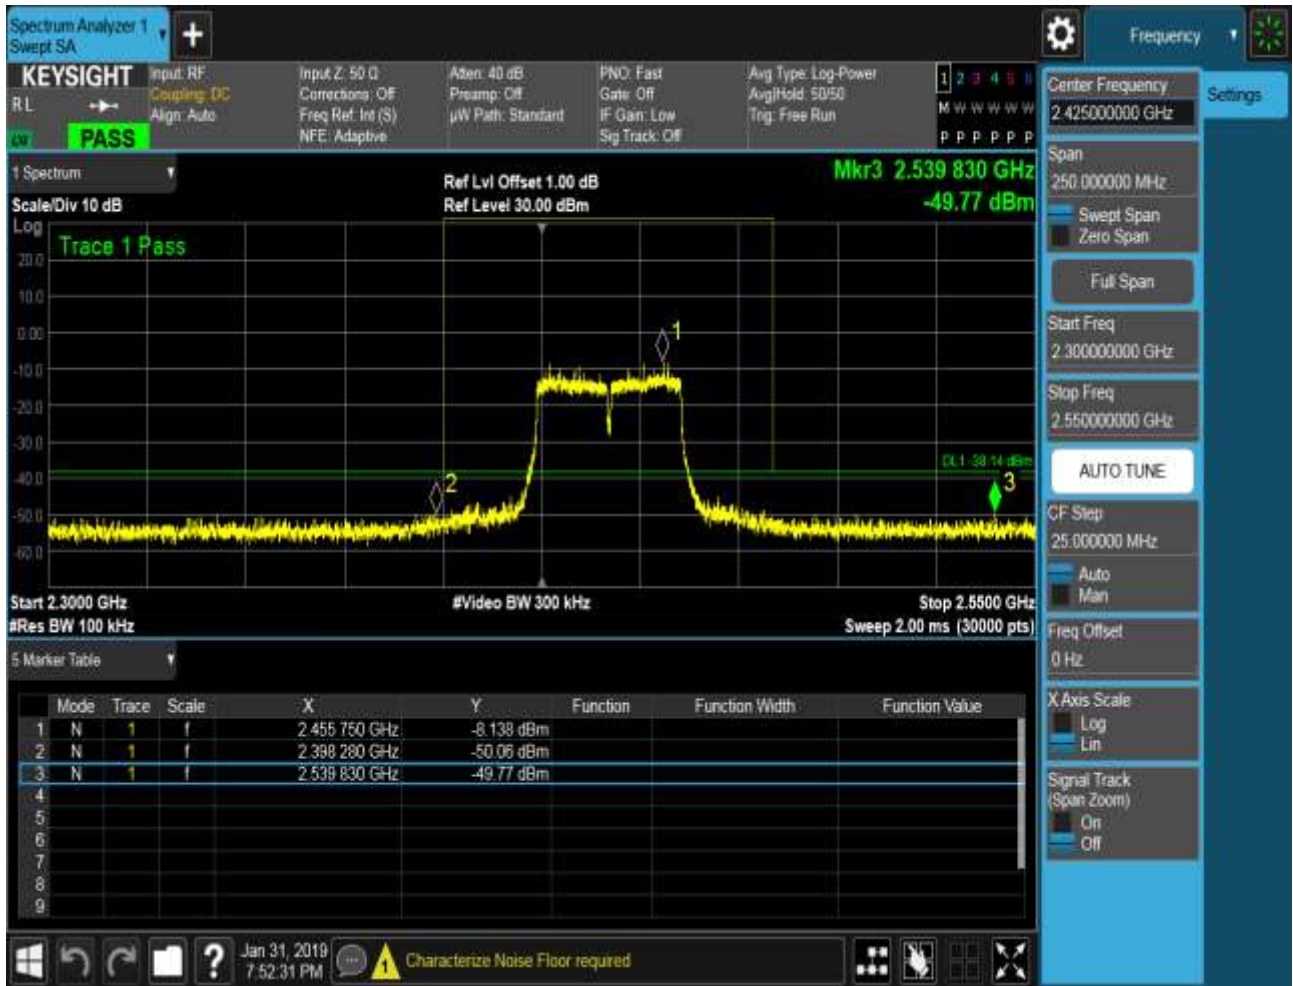 Spectrum Analyzer 1
Swept SA
Frequency
KEYSIGHT
RL
PASS
Input: RF
Coupling: DC
Align: Auto
Input Z: 50 Ω
Corrections: Off
Freq Ref: Int (S)
NFE: Adaptive
Atten: 40 dB
Preamp: Off
µW Path: Standard
PNO: Fast
Gate: Off
IF Gain: Low
Sig Track: Off
Avg Type: Log-Power
Avg|Hold: 50/50
Trig: Free Run
1 2 3 4 5 6
M W W W W W
P P P P P P
1 Spectrum
Scale/Div 10 dB
Ref Lvl Offset 1.00 dB
Ref Level 30.00 dBm
Mkr3 2.539 830 GHz
-49.77 dBm
Log
Trace 1 Pass
20.0
10.0
0.00
-10.0
-20.0
-30.0
-40.0
-50.0
-60.0
1
2
3
DL1 -38.14 dBm
Start 2.3000 GHz
#Video BW 300 kHz
Stop 2.5500 GHz
#Res BW 100 kHz
Sweep 2.00 ms (30000 pts)
5 Marker Table
Mode Trace Scale X Y Function Function Width Function Value
1 N 1 f 2.455 750 GHz -8.138 dBm
2 N 1 f 2.398 280 GHz -50.06 dBm
3 N 1 f 2.539 830 GHz -49.77 dBm
4
5
6
7
8
9
Jan 31, 2019
7:52:31 PM
Characterize Noise Floor required
Settings
Center Frequency
2.425000000 GHz
Span
250.000000 MHz
Swept Span
Zero Span
Full Span
Start Freq
2.300000000 GHz
Stop Freq
2.550000000 GHz
AUTO TUNE
CF Step
25.000000 MHz
Auto
Man
Freq Offset
0 Hz
X Axis Scale
Log
Lin
Signal Track
(Span Zoom)
On
Off